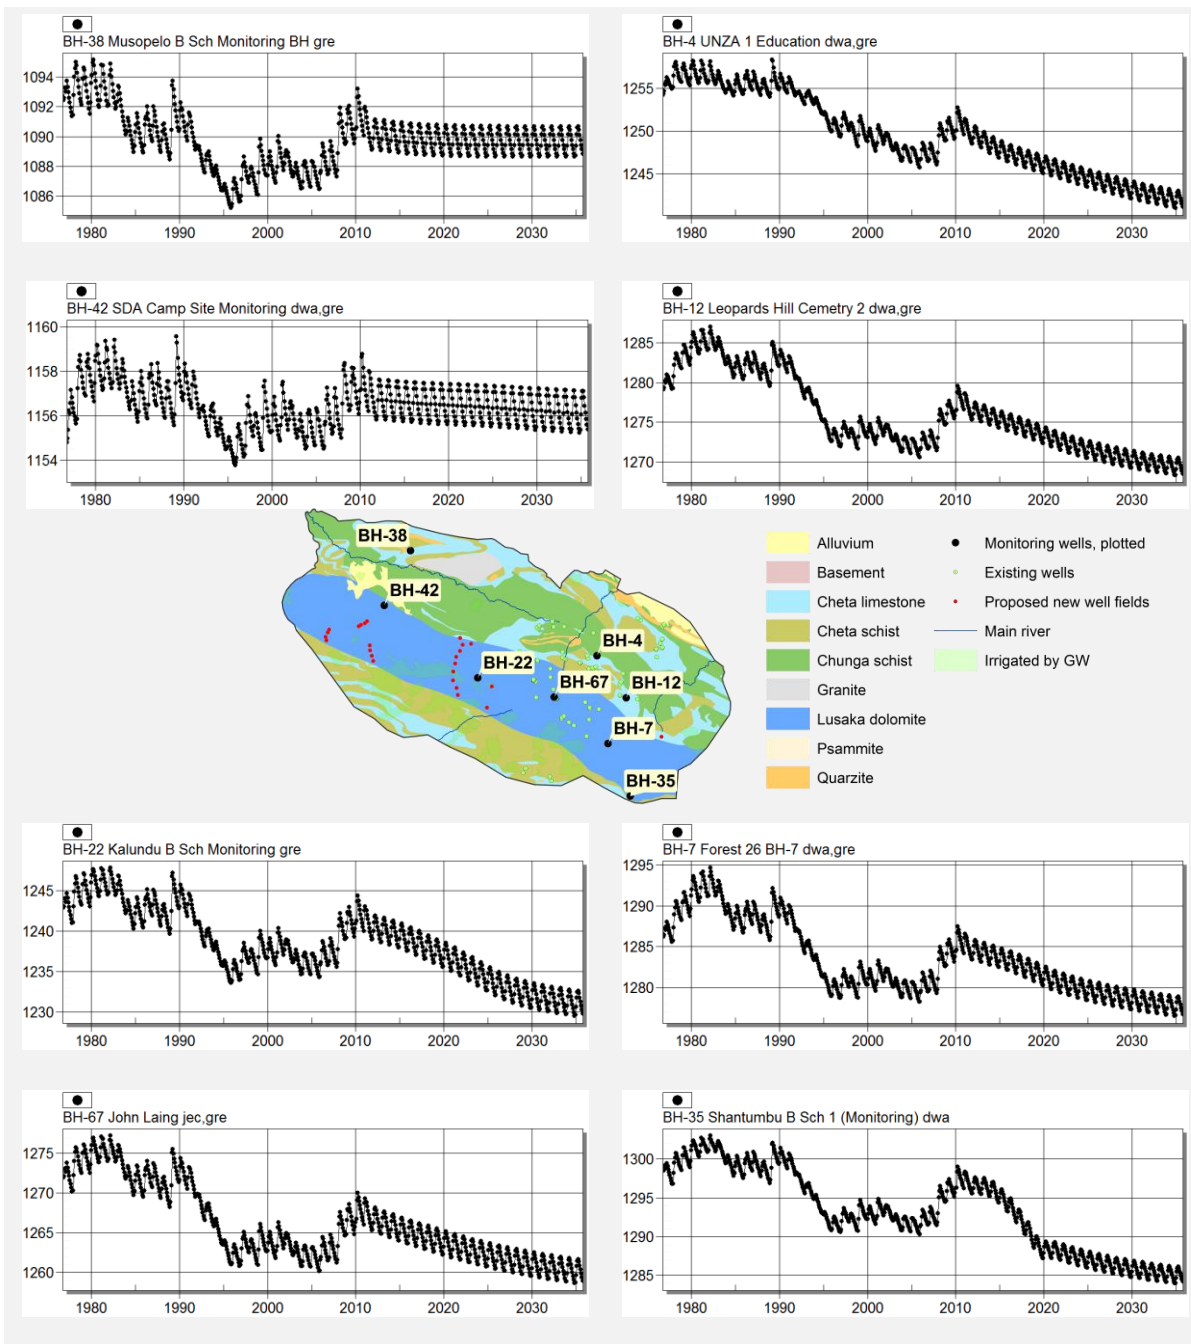 BH-38 Musopelo B Sch Monitoring BH gre
1094
1092
1090
1088
1086
1980 1990 2000 2010 2020 2030
BH-4 UNZA 1 Education dwa,gre
1255
1250
1245
1980 1990 2000 2010 2020 2030
BH-42 SDA Camp Site Monitoring dwa,gre
1160
1157
1156
1154
1980 1990 2000 2010 2020 2030
BH-12 Leopards Hill Cemetry 2 dwa,gre
1285
1280
1275
1270
1980 1990 2000 2010 2020 2030
BH-38
BH-42
BH-4
BH-22
BH-67
BH-12
BH-7
BH-35
Alluvium
Basement
Cheta limestone
Cheta schist
Chunga schist
Granite
Lusaka dolomite
Psammite
Quarzite
Monitoring wells, plotted
Existing wells
Proposed new well fields
Main river
Irrigated by GW
BH-22 Kalundu B Sch Monitoring gre
1245
1240
1235
1230
1980 1990 2000 2010 2020 2030
BH-7 Forest 26 BH-7 dwa,gre
1295
1290
1285
1280
1980 1990 2000 2010 2020 2030
BH-67 John Laing jec,gre
1275
1270
1265
1260
1980 1990 2000 2010 2020 2030
BH-35 Shantumbu B Sch 1 (Monitoring) dwa
1300
1295
1290
1285
1980 1990 2000 2010 2020 2030